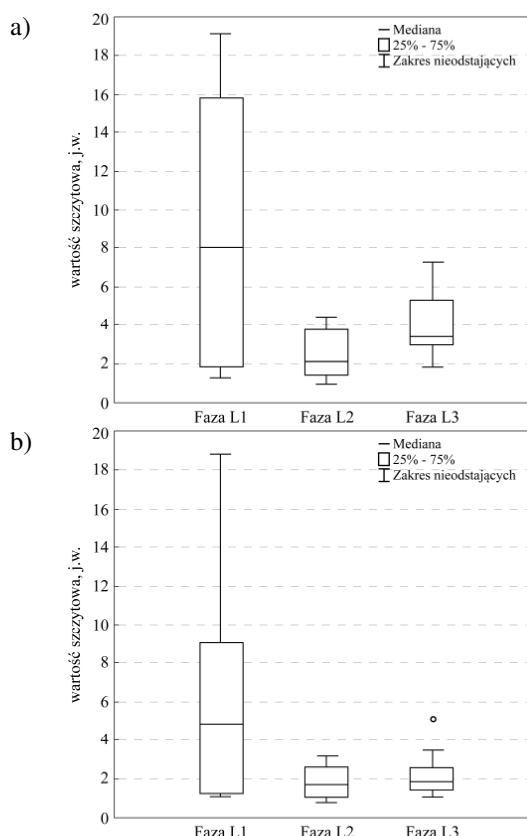 a)
20
18
16
14
12
10
8
6
4
2
0
wartość szczytowa, j.w.
Mediana
25% - 75%
Zakres nieodstających
Faza L1 Faza L2 Faza L3
b)
20
18
16
14
12
10
8
6
4
2
0
wartość szczytowa, j.w.
Mediana
25% - 75%
Zakres nieodstających
Faza L1 Faza L2 Faza L3